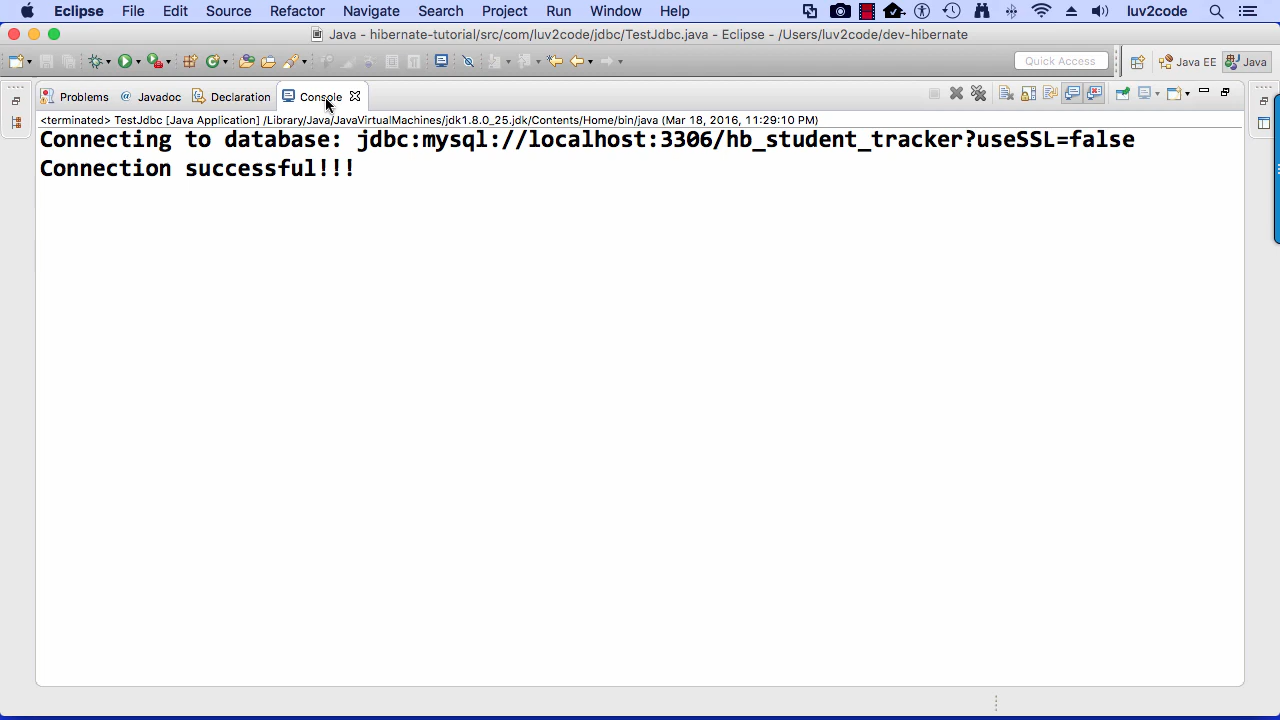 Eclipse File Edit Source Refactor Navigate Search Project Run Window Help luv2code
Java - hibernate-tutorial/src/com/luv2code/jdbc/TestJdbc.java - Eclipse - /Users/luv2code/dev-hibernate
Quick Access Java EE Java
Problems @ Javadoc Declaration Console
<terminated> TestJdbc [Java Application] /Library/Java/JavaVirtualMachines/jdk1.8.0_25.jdk/Contents/Home/bin/java (Mar 18, 2016, 11:29:10 PM)
Connecting to database: jdbc:mysql://localhost:3306/hb_student_tracker?useSSL=false
Connection successful!!!